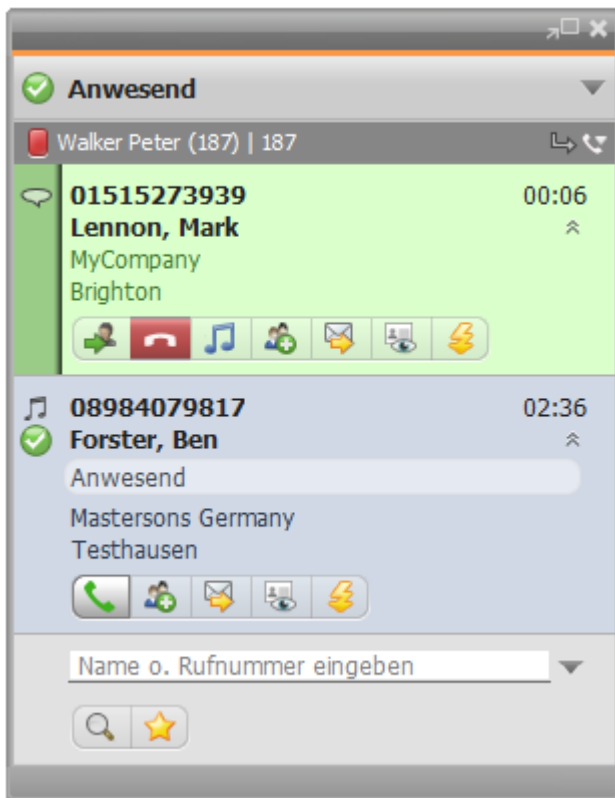 Anwesend
Walker Peter (187) | 187
01515273939 00:06
Lennon, Mark
MyCompany
Brighton
08984079817 02:36
Forster, Ben
Anwesend
Mastersons Germany
Testhausen
Name o. Rufnummer eingeben